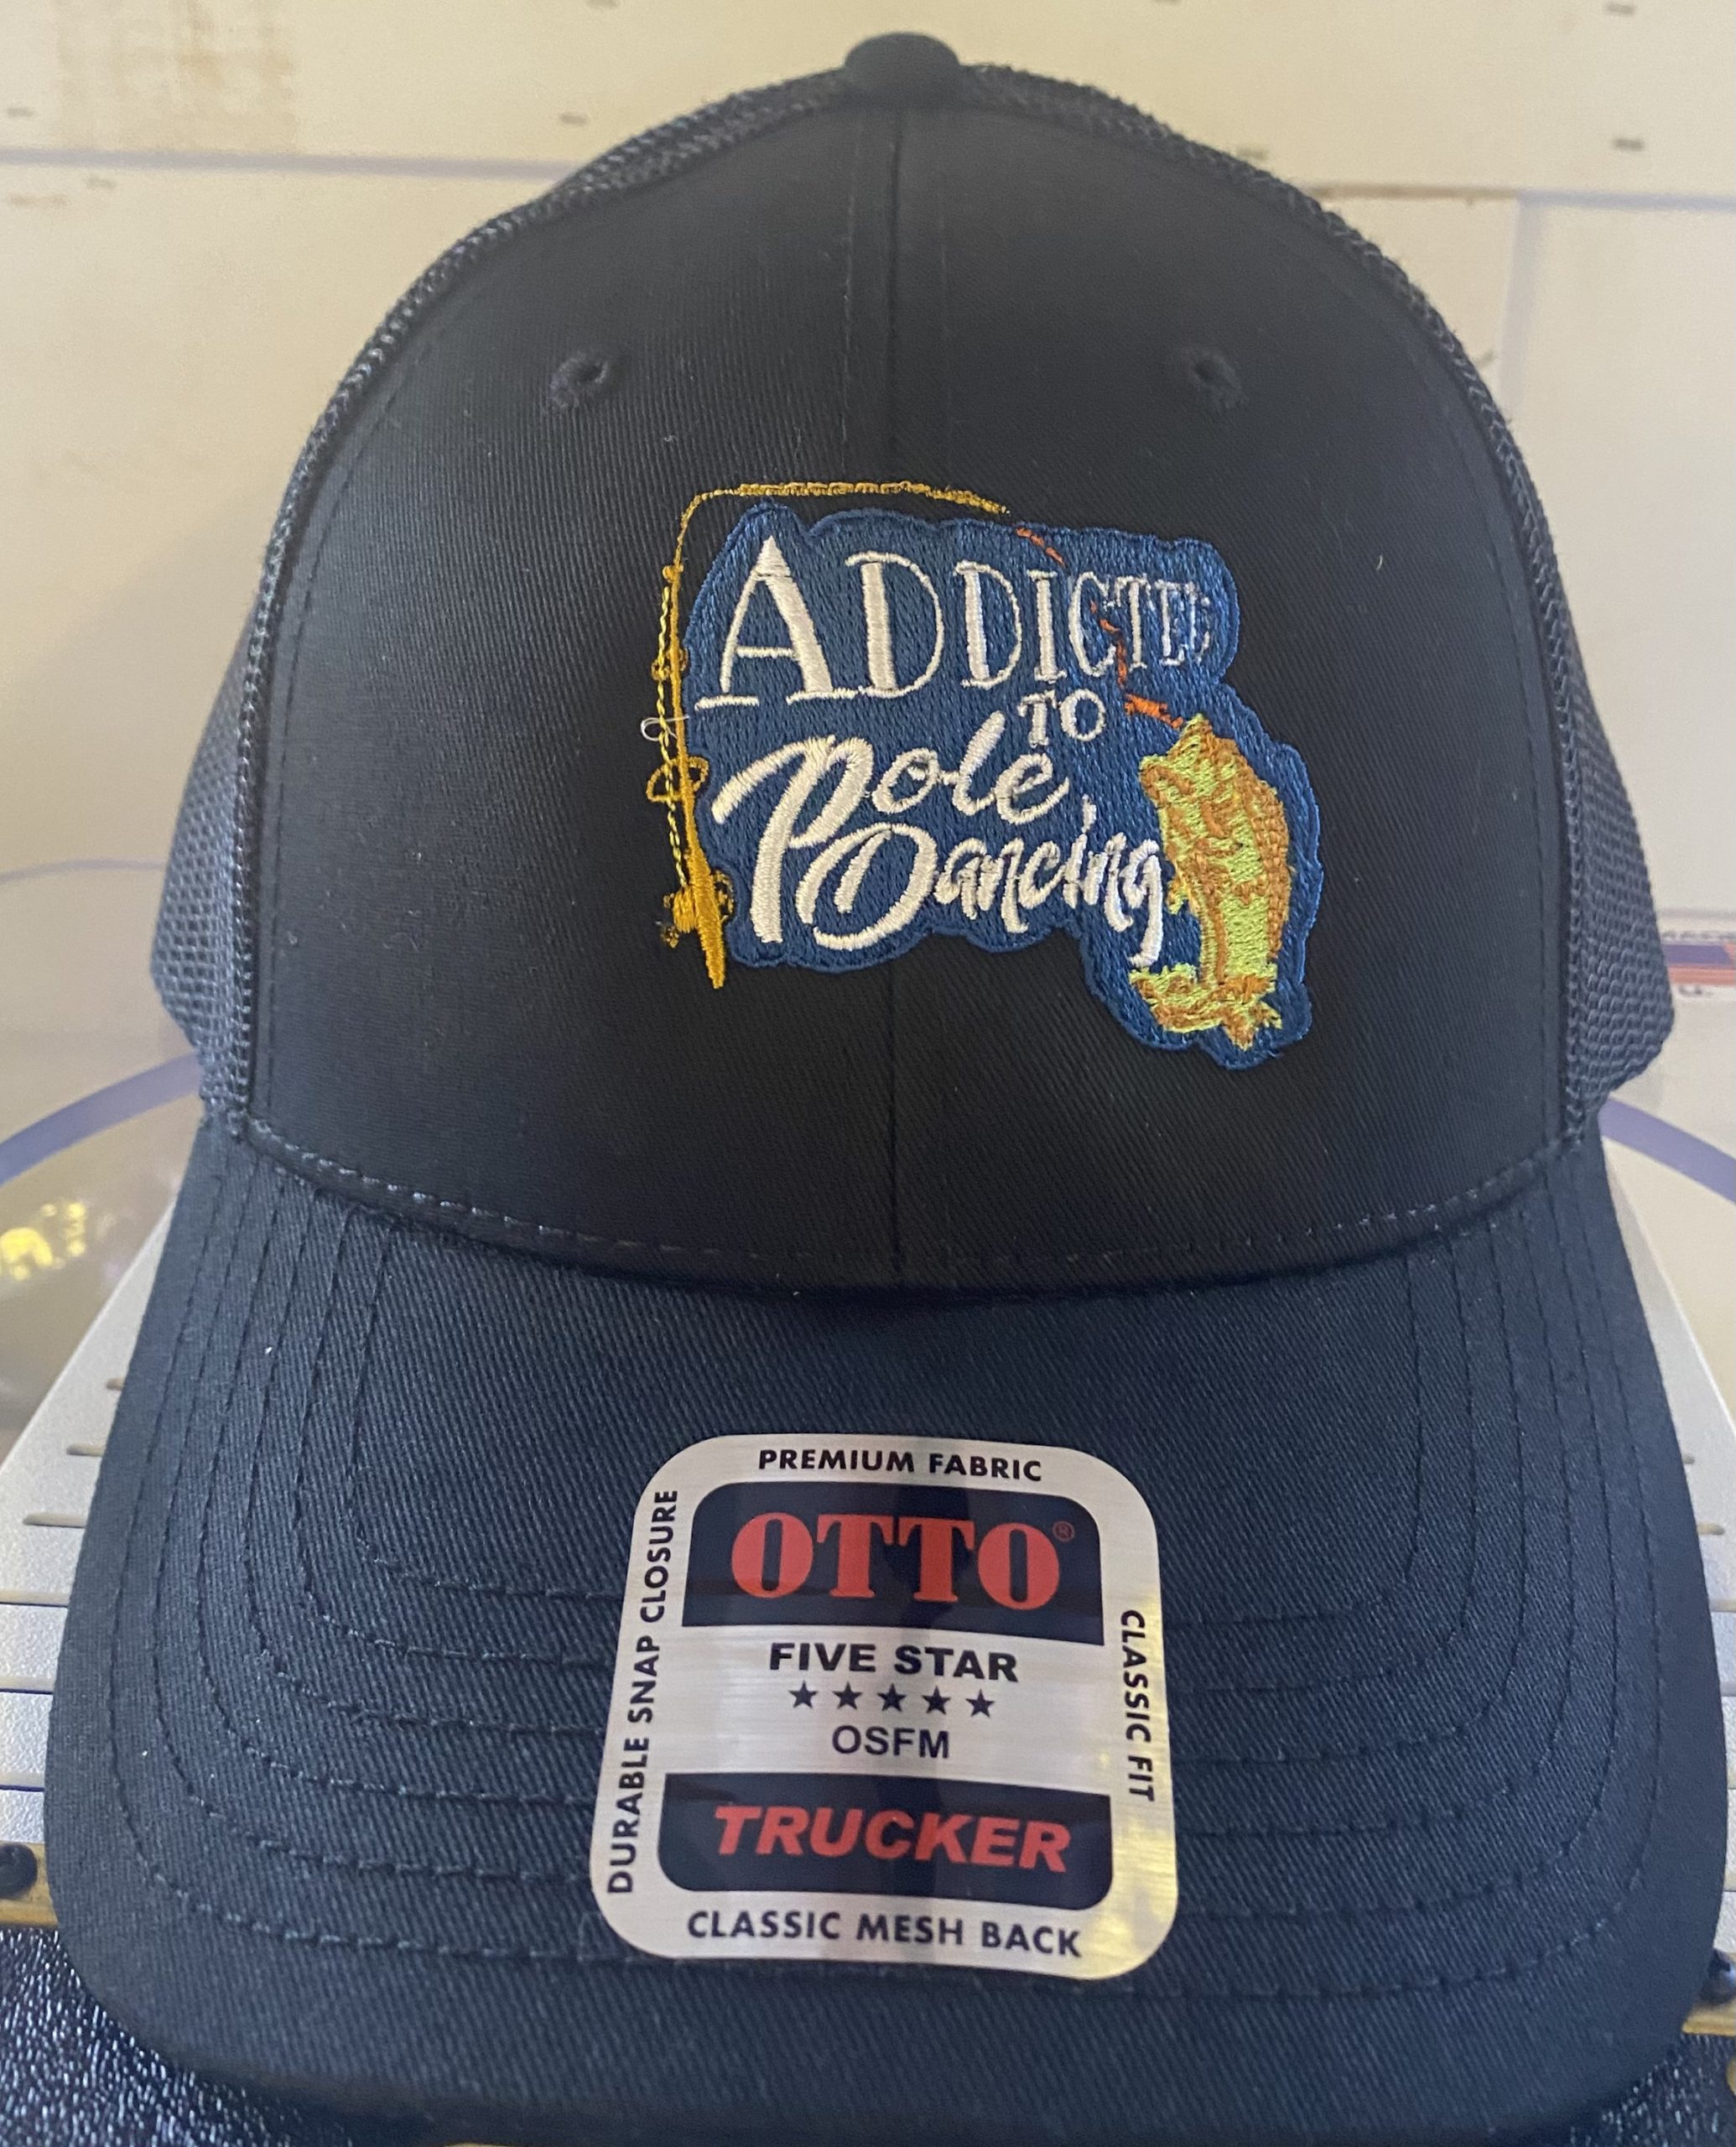 ADDICTED
TO
Pole
Dancing
PREMIUM FABRIC
DURABLE SNAP CLOSURE
OTTO®
FIVE STAR
★★★★★
OSFM
TRUCKER
CLASSIC FIT
CLASSIC MESH BACK